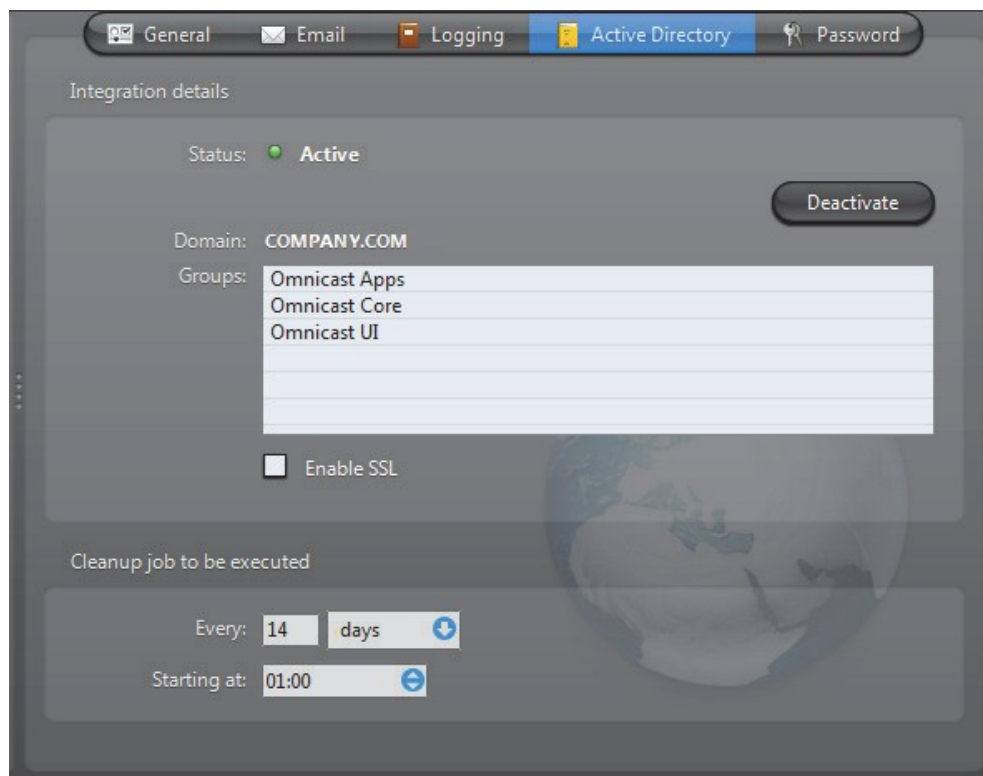 General Email Logging Active Directory Password
Integration details
Status: Active
Deactivate
Domain: COMPANY.COM
Groups: Omnicast Apps
Omnicast Core
Omnicast UI
Enable SSL
Cleanup job to be executed
Every: 14 days
Starting at: 01:00